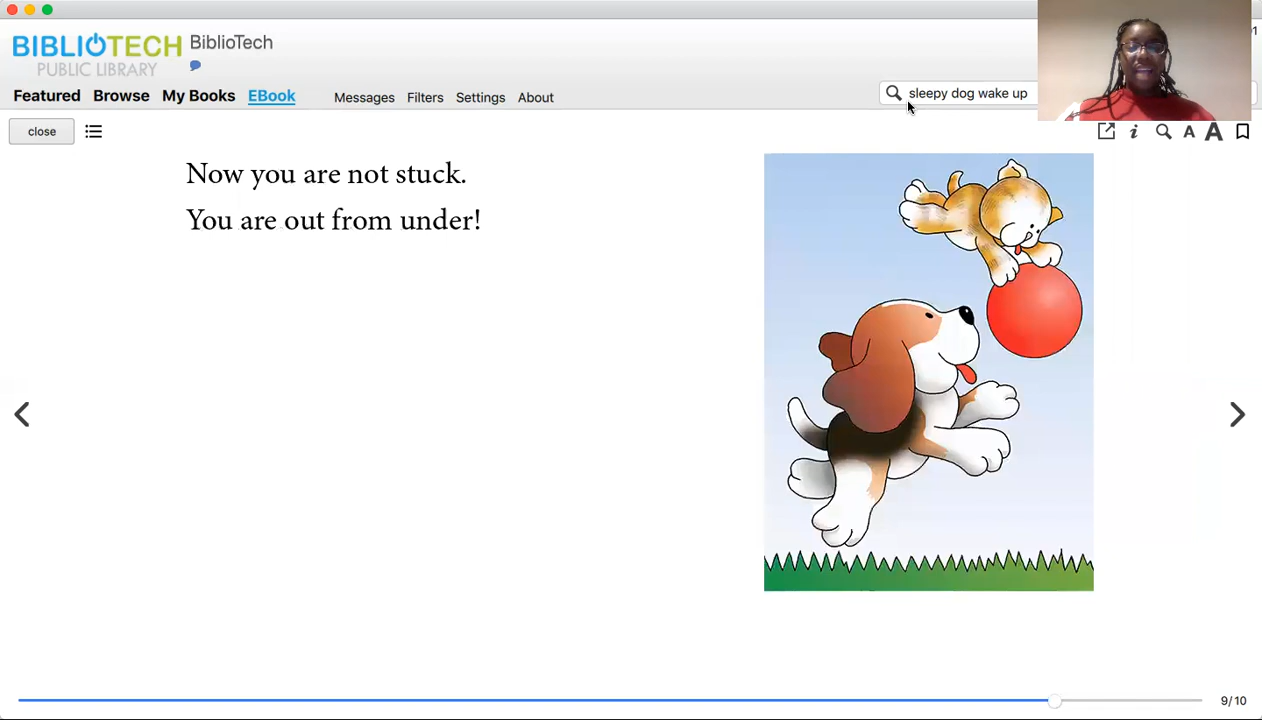 BIBLIOTECH
PUBLIC LIBRARY
BiblioTech
Featured Browse My Books EBook Messages Filters Settings About
sleepy dog wake up
close
i A A
Now you are not stuck.
You are out from under!
9/10